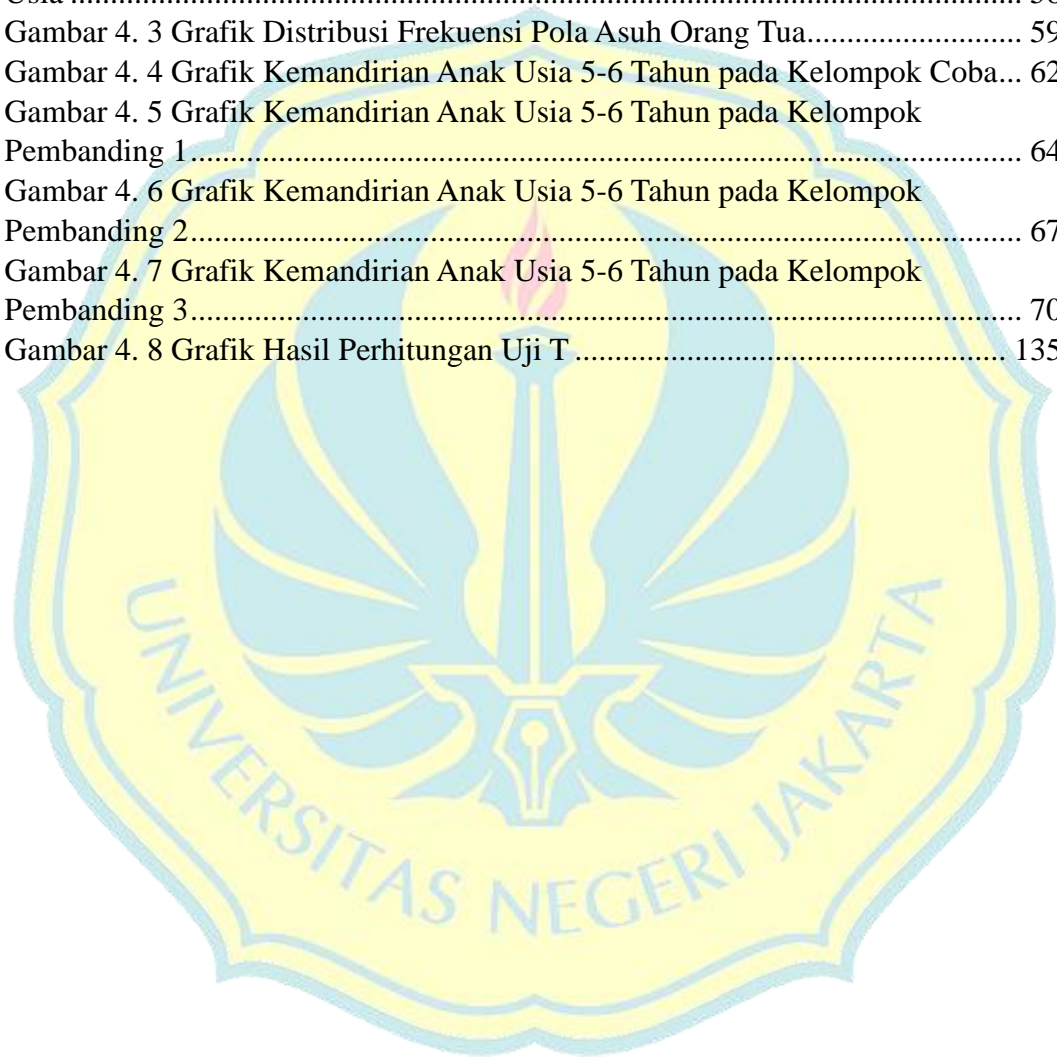 Gambar 4. 3 Grafik Distribusi Frekuensi Pola Asuh Orang Tua........................... 59
Gambar 4. 4 Grafik Kemandirian Anak Usia 5-6 Tahun pada Kelompok Coba... 62
Gambar 4. 5 Grafik Kemandirian Anak Usia 5-6 Tahun pada Kelompok
Pembanding 1........................................................................................................ 64
Gambar 4. 6 Grafik Kemandirian Anak Usia 5-6 Tahun pada Kelompok
Pembanding 2........................................................................................................ 67
Gambar 4. 7 Grafik Kemandirian Anak Usia 5-6 Tahun pada Kelompok
Pembanding 3........................................................................................................ 70
Gambar 4. 8 Grafik Hasil Perhitungan Uji T...................................................... 135
UNIVERSITAS NEGERI JAKARTA